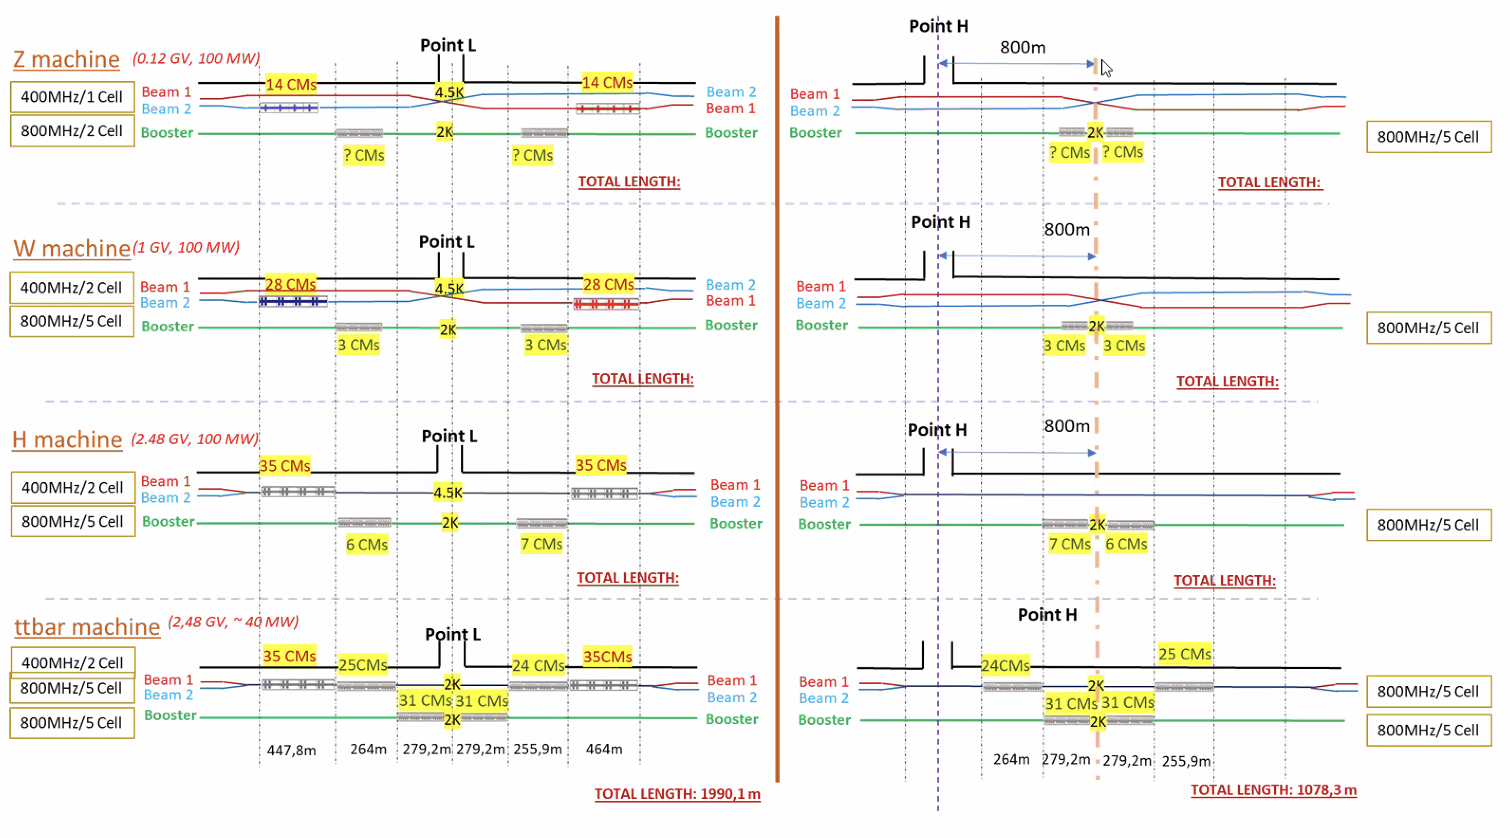 Z machine (0.12 GV, 100 MW)
Point L
Point H
800m
400MHz/1 Cell
Beam 1
Beam 2
14 CMs
4.5K
14 CMs
Beam 2
Beam 1
Beam 1
Beam 2
800MHz/2 Cell
Booster
2K
Booster
Booster
2K
800MHz/5 Cell
? CMs
? CMs
? CMs
? CMs
TOTAL LENGTH:
TOTAL LENGTH:
W machine (1 GV, 100 MW)
Point L
Point H
800m
400MHz/2 Cell
Beam 1
Beam 2
28 CMs
4.5K
28 CMs
Beam 2
Beam 1
Beam 1
Beam 2
800MHz/5 Cell
Booster
2K
Booster
Booster
2K
800MHz/5 Cell
3 CMs
3 CMs
3 CMs
3 CMs
TOTAL LENGTH:
TOTAL LENGTH:
H machine (2.48 GV, 100 MW)
Point L
Point H
800m
400MHz/2 Cell
Beam 1
Beam 2
35 CMs
4.5K
35 CMs
Beam 1
Beam 2
Beam 1
Beam 2
800MHz/5 Cell
Booster
2K
Booster
Booster
2K
800MHz/5 Cell
6 CMs
7 CMs
7 CMs
6 CMs
TOTAL LENGTH:
TOTAL LENGTH:
ttbar machine (2,48 GV, ~ 40 MW)
Point L
Point H
400MHz/2 Cell
800MHz/5 Cell
Beam 1
Beam 2
35 CMs
25CMs
2K
24 CMs
35CMs
Beam 1
Beam 2
Beam 1
Beam 2
24CMs
2K
25 CMs
800MHz/5 Cell
800MHz/5 Cell
Booster
31 CMs
2K
31 CMs
Booster
Booster
31 CMs
2K
31 CMs
800MHz/5 Cell
447,8m
264m
279,2m
279,2m
255,9m
464m
264m
279,2m
279,2m
255,9m
TOTAL LENGTH: 1990,1 m
TOTAL LENGTH: 1078,3 m